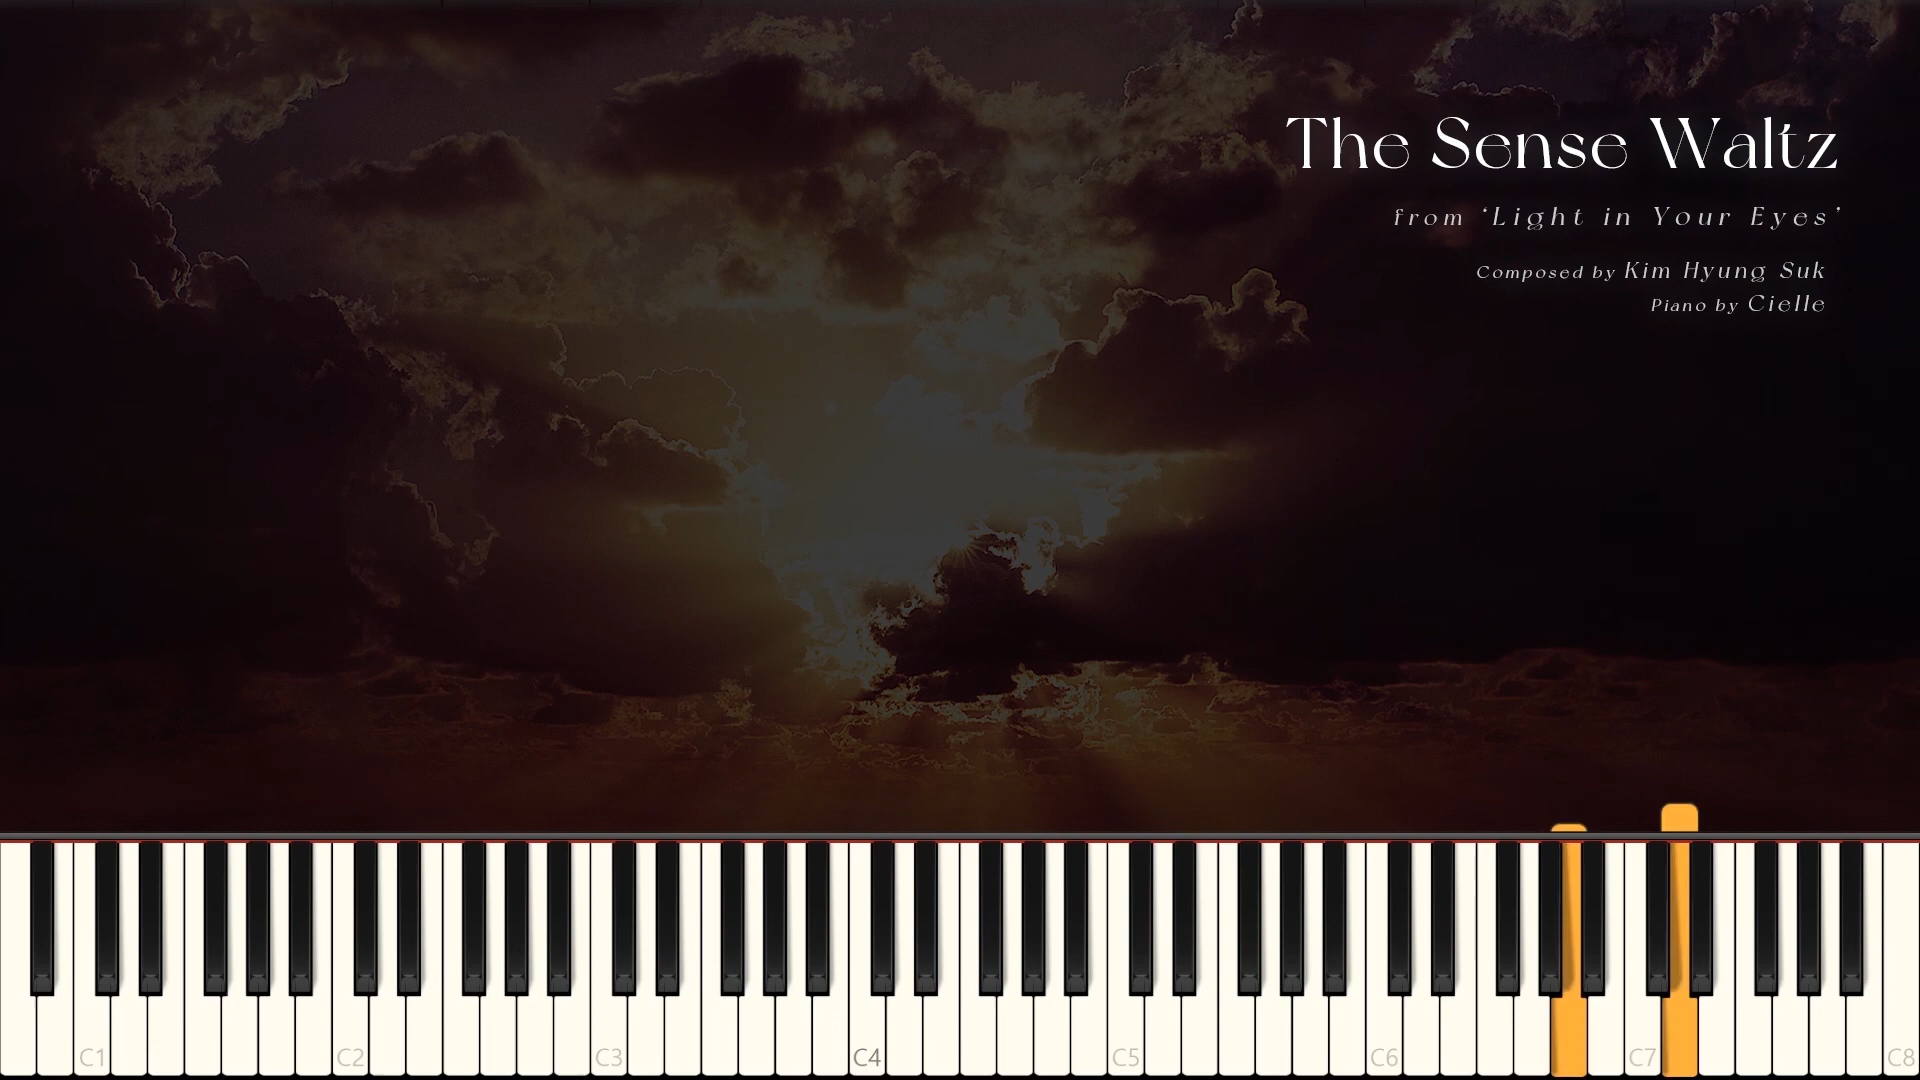 The Sense Waltz
from ‘Light in Your Eyes’
Composed by Kim Hyung Suk
Piano by Cielle
C1 C2 C3 C4 C5 C6 C7 C8